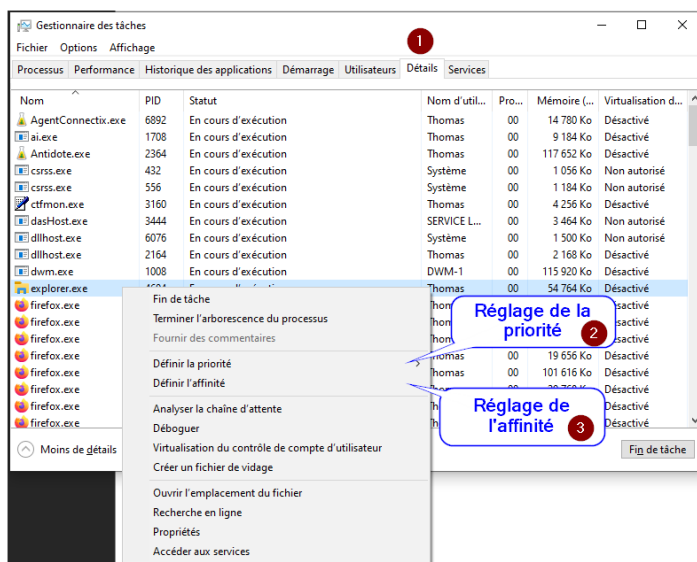 Gestionnaire des tâches
Fichier Options Affichage
1
Processus Performance Historique des applications Démarrage Utilisateurs Détails Services
Nom PID Statut Nom d'util... Pro... Mémoire (... Virtualisation d...
AgentConnectix.exe 6892 En cours d'exécution Thomas 00 14 780 Ko Désactivé
ai.exe 1708 En cours d'exécution Thomas 00 9 184 Ko Désactivé
Antidote.exe 2364 En cours d'exécution Thomas 00 117 652 Ko Désactivé
csrss.exe 432 En cours d'exécution Système 00 1 056 Ko Non autorisé
csrss.exe 556 En cours d'exécution Système 00 1 184 Ko Non autorisé
ctfmon.exe 3160 En cours d'exécution Thomas 00 4 256 Ko Désactivé
dasHost.exe 3444 En cours d'exécution SERVICE L... 00 3 464 Ko Non autorisé
dllhost.exe 6076 En cours d'exécution Système 00 1 500 Ko Non autorisé
dllhost.exe 2164 En cours d'exécution Thomas 00 2 168 Ko Désactivé
dwm.exe 1008 En cours d'exécution DWM-1 00 115 920 Ko Désactivé
explorer.exe Thomas 00 54 764 Ko Désactivé
firefox.exe Désactivé
firefox.exe Désactivé
firefox.exe Désactivé
firefox.exe Thomas 00 19 656 Ko Désactivé
firefox.exe Thomas 00 101 616 Ko Désactivé
firefox.exe Désactivé
firefox.exe Désactivé
firefox.exe Désactivé
Fin de tâche
Terminer l'arborescence du processus
Fournir des commentaires
Définir la priorité
Définir l'affinité
Analyser la chaîne d'attente
Déboguer
Virtualisation du contrôle de compte d'utilisateur
Créer un fichier de vidage
Ouvrir l'emplacement du fichier
Recherche en ligne
Propriétés
Accéder aux services
Réglage de la
priorité 2
Réglage de
l'affinité 3
Moins de détails
Fin de tâche